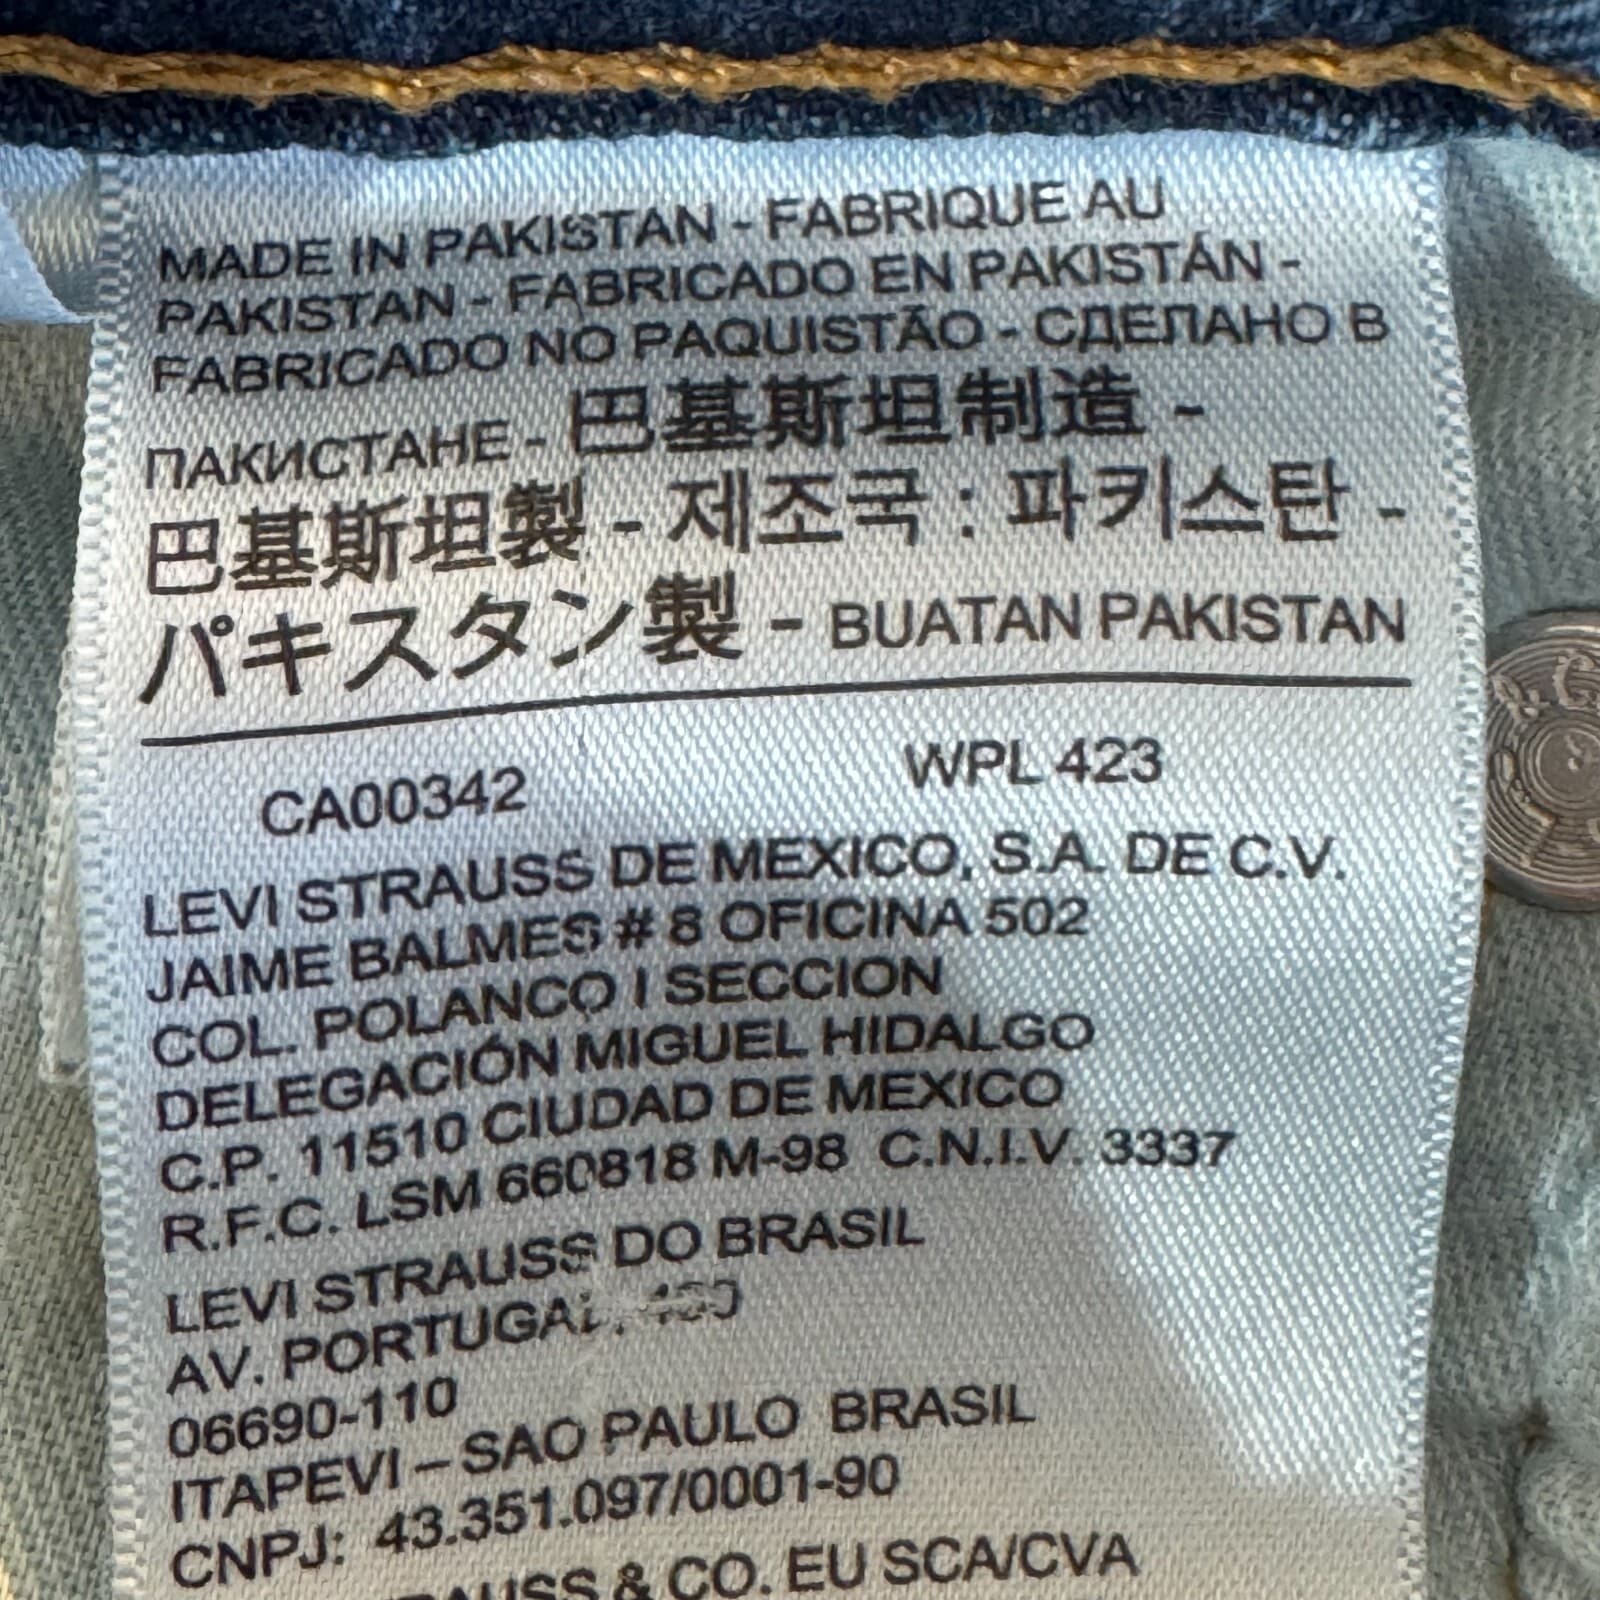 MADE IN PAKISTAN - FABRIQUE AU
PAKISTAN - FABRICADO EN PAKISTÁN -
FABRICADO NO PAQUISTÃO - СДЕЛАНО В
ПАКИСТАНЕ - 巴基斯坦制造 -
巴基斯坦製 - 제조국 : 파키스탄 -
パキスタン製 - BUATAN PAKISTAN
CA00342 WPL 423
LEVI STRAUSS DE MEXICO, S.A. DE C.V.
JAIME BALMES # 8 OFICINA 502
COL. POLANCO I SECCION
DELEGACIÓN MIGUEL HIDALGO
C.P. 11510 CIUDAD DE MEXICO
R.F.C. LSM 660818 M-98 C.N.I.V. 3337
LEVI STRAUSS DO BRASIL
AV. PORTUGAL,
06690-110
ITAPEVI – SAO PAULO BRASIL
CNPJ: 43.351.097/0001-90
& CO. EU SCA/CVA